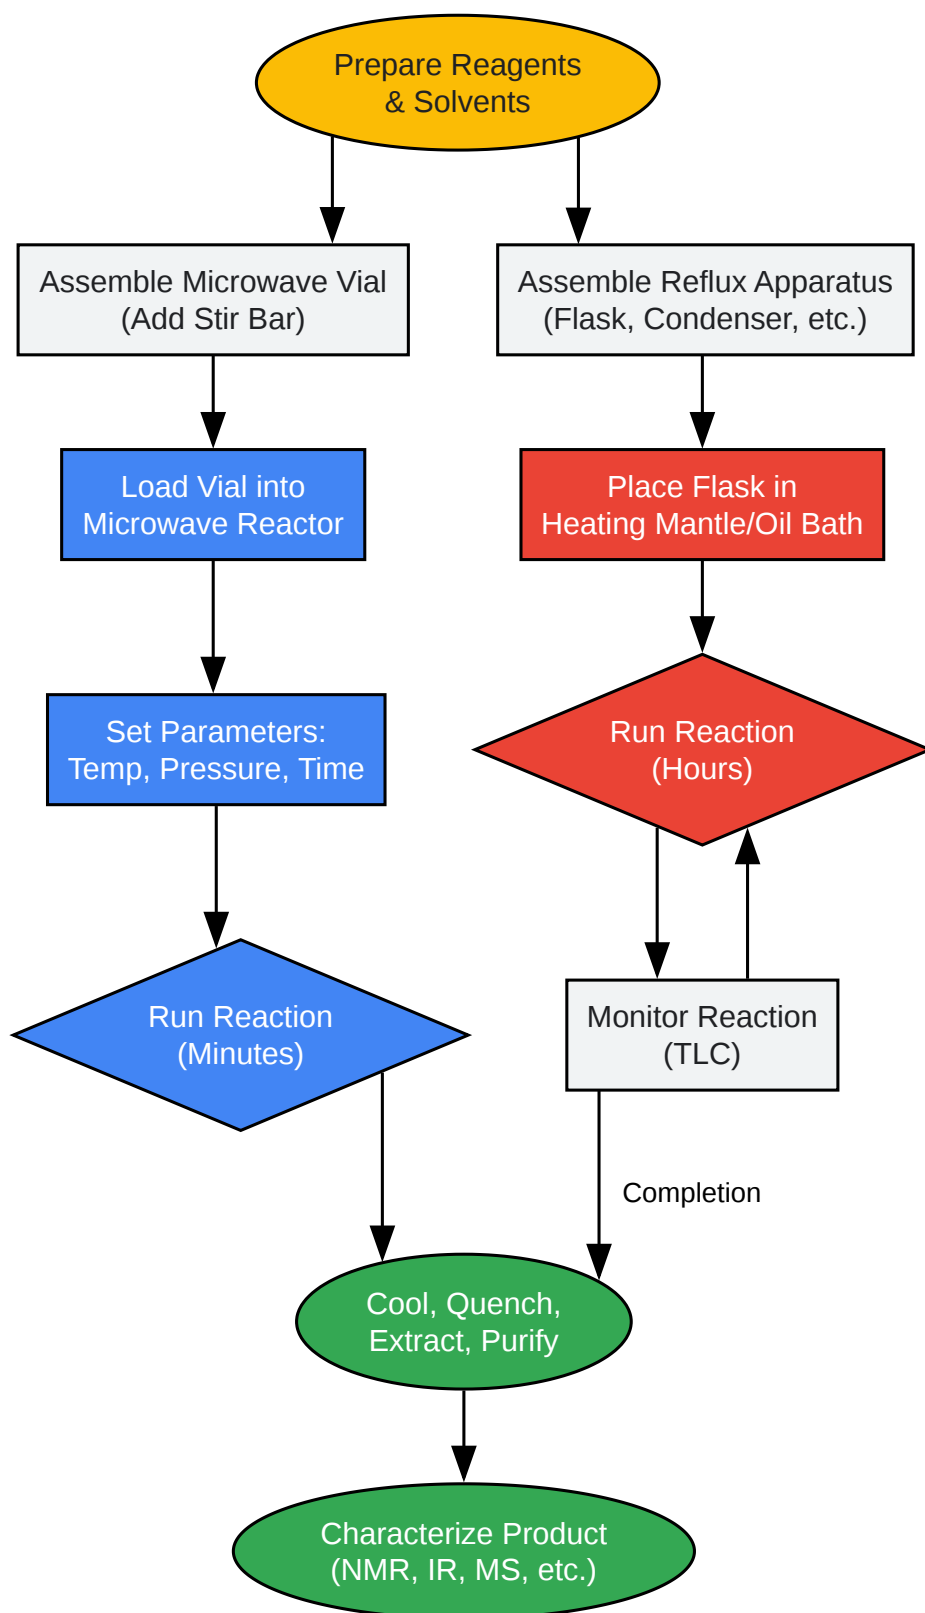 Prepare Reagents
& Solvents
Assemble Microwave Vial
(Add Stir Bar)
Assemble Reflux Apparatus
(Flask, Condenser, etc.)
Load Vial into
Microwave Reactor
Place Flask in
Heating Mantle/Oil Bath
Set Parameters:
Temp, Pressure, Time
Run Reaction
(Hours)
Run Reaction
(Minutes)
Monitor Reaction
(TLC)
Completion
Cool, Quench,
Extract, Purify
Characterize Product
(NMR, IR, MS, etc.)